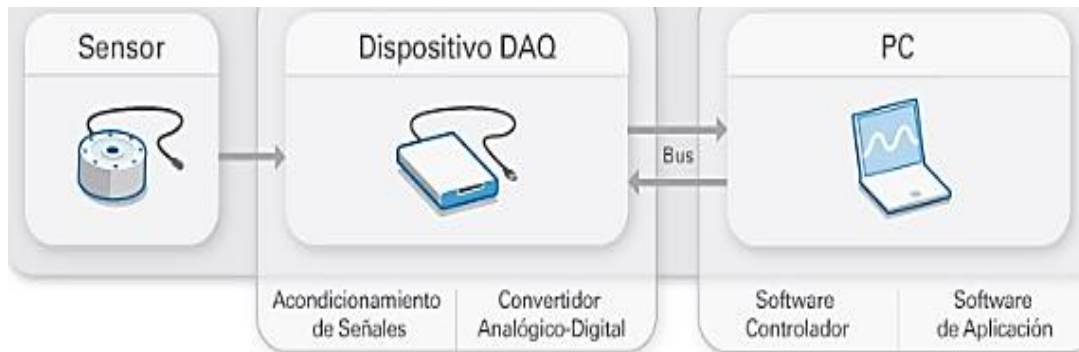 Sensor
Dispositivo DAQ
PC
Bus
Acondicionamiento
de Señales
Convertidor
Analógico-Digital
Software
Controlador
Software
de Aplicación